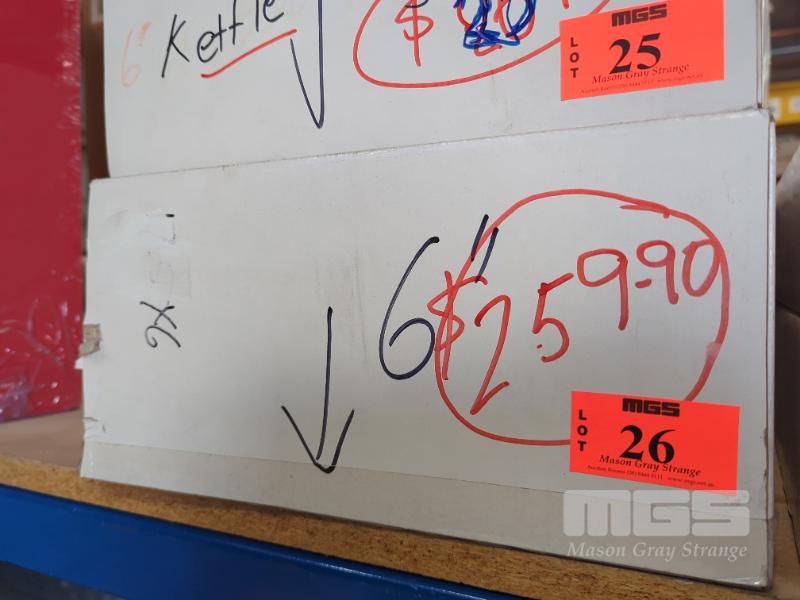 6" Kettle
$ 20
MGS
LOT 25
Mason Gray Strange
6" $259.90
MGS
LOT 26
Mason Gray Strange
MGS
Mason Gray Strange